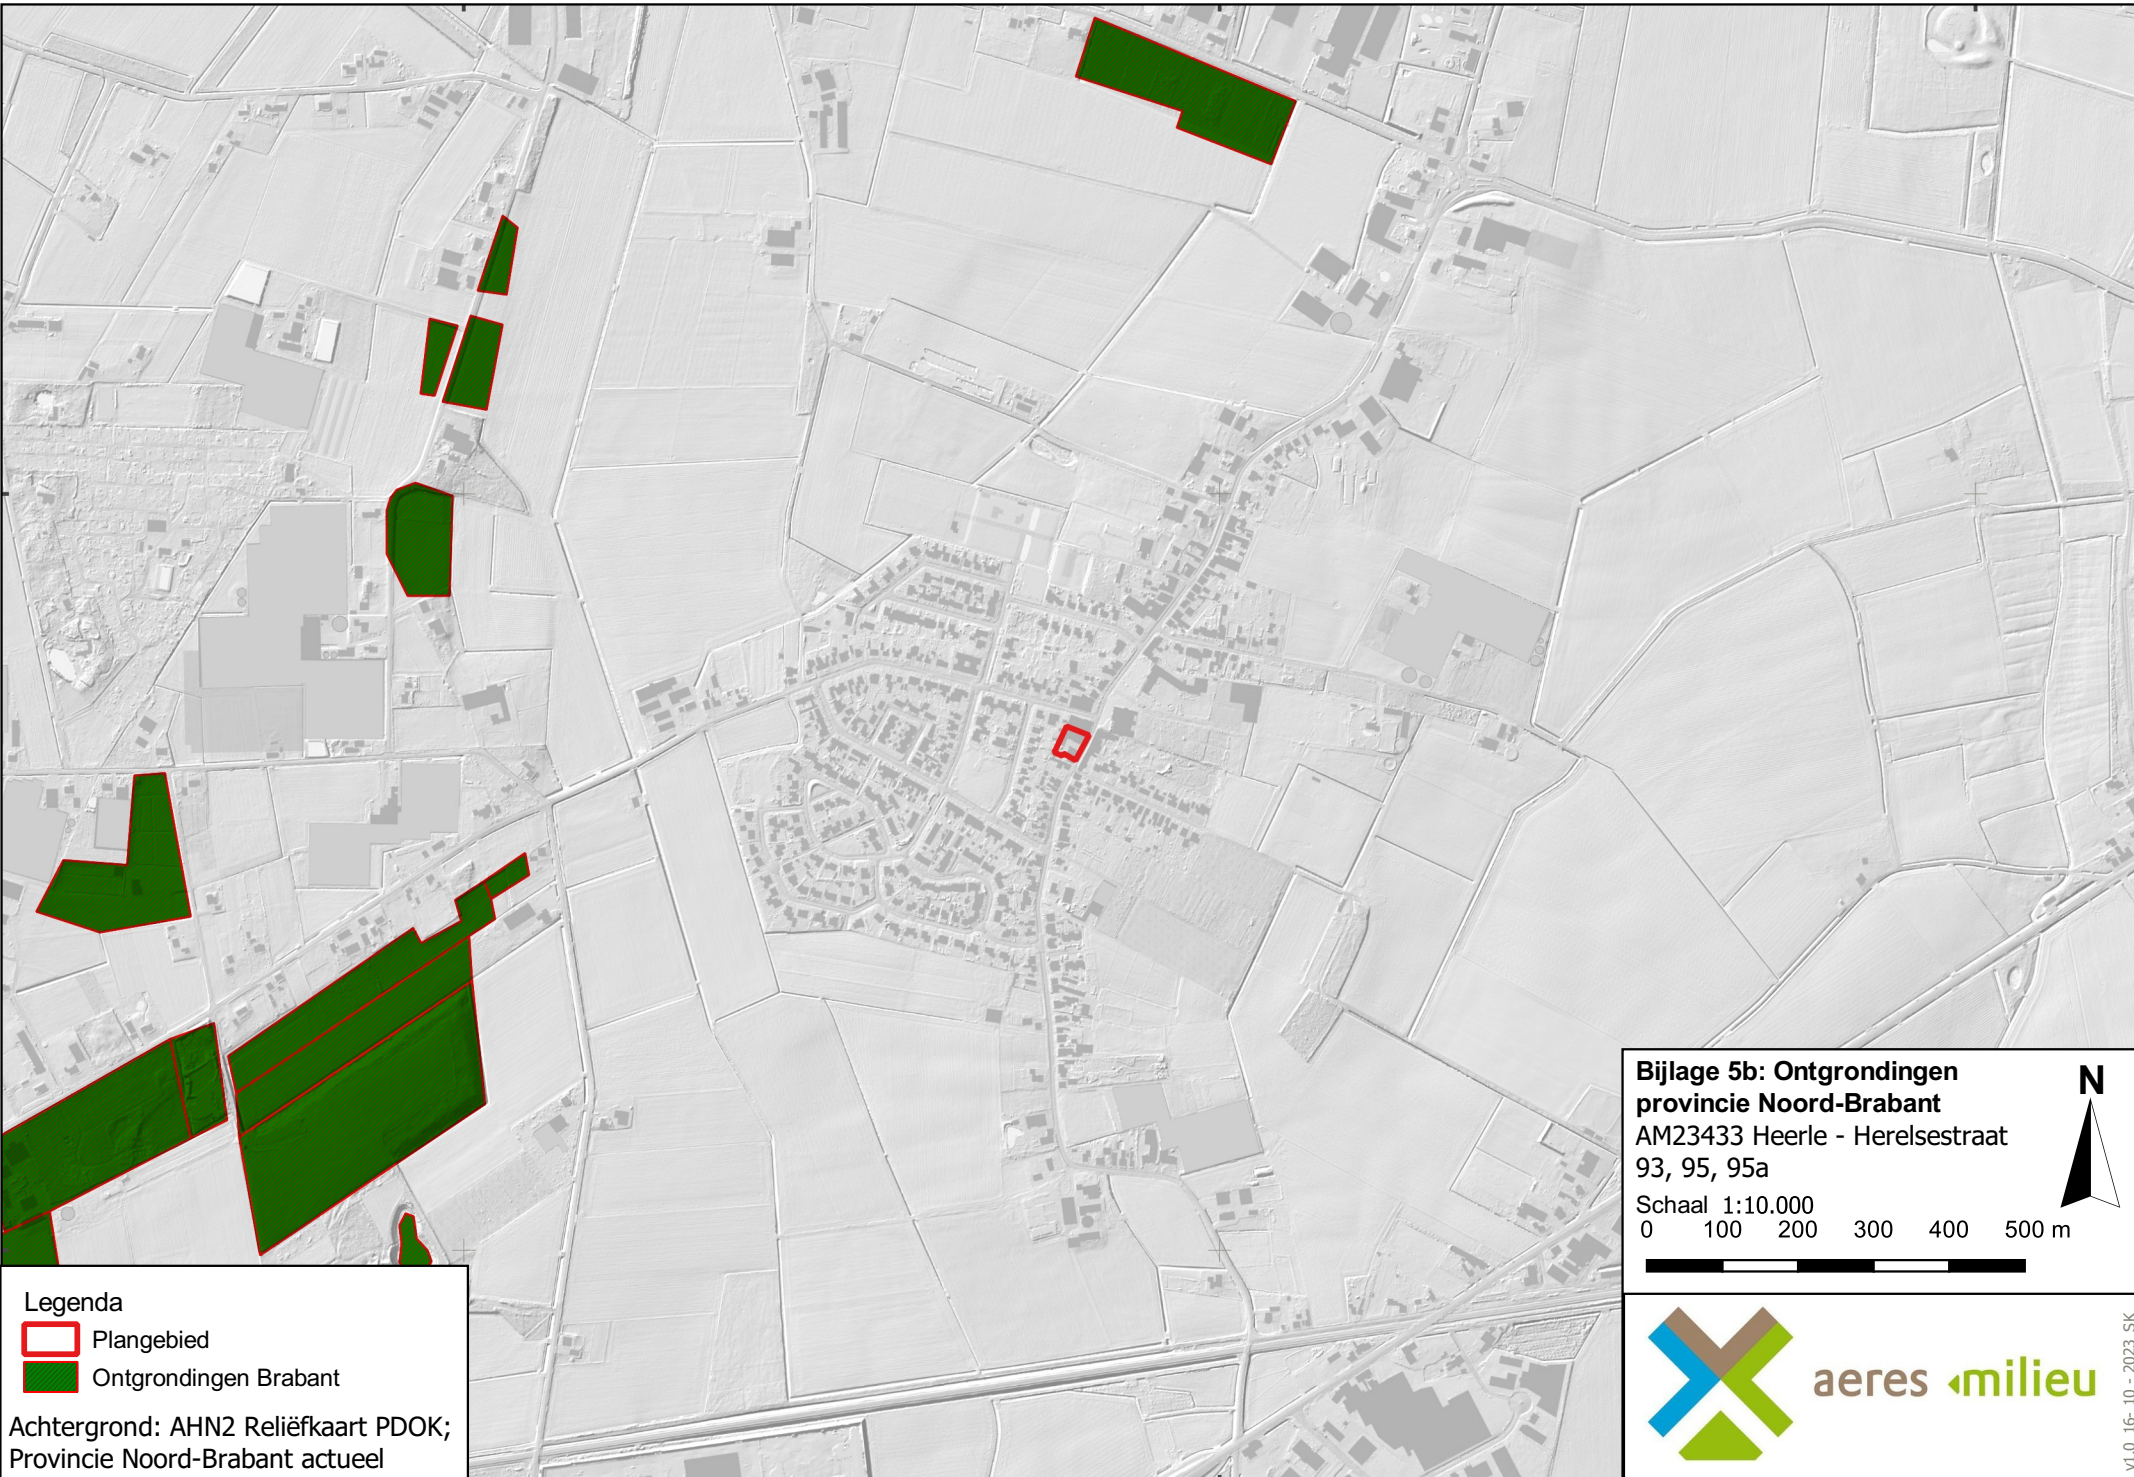 Bijlage 5b: Ontgrondingen
provincie Noord-Brabant
AM23433 Heerle - Herelsestraat
93, 95, 95a
Schaal 1:10.000
0 100 200 300 400 500 m
N
Legenda
Plangebied
Ontgrondingen Brabant
Achtergrond: AHN2 Reliëfkaart PDOK;
Provincie Noord-Brabant actueel
aeres milieu
v1.0 16- 10 - 2023 SK